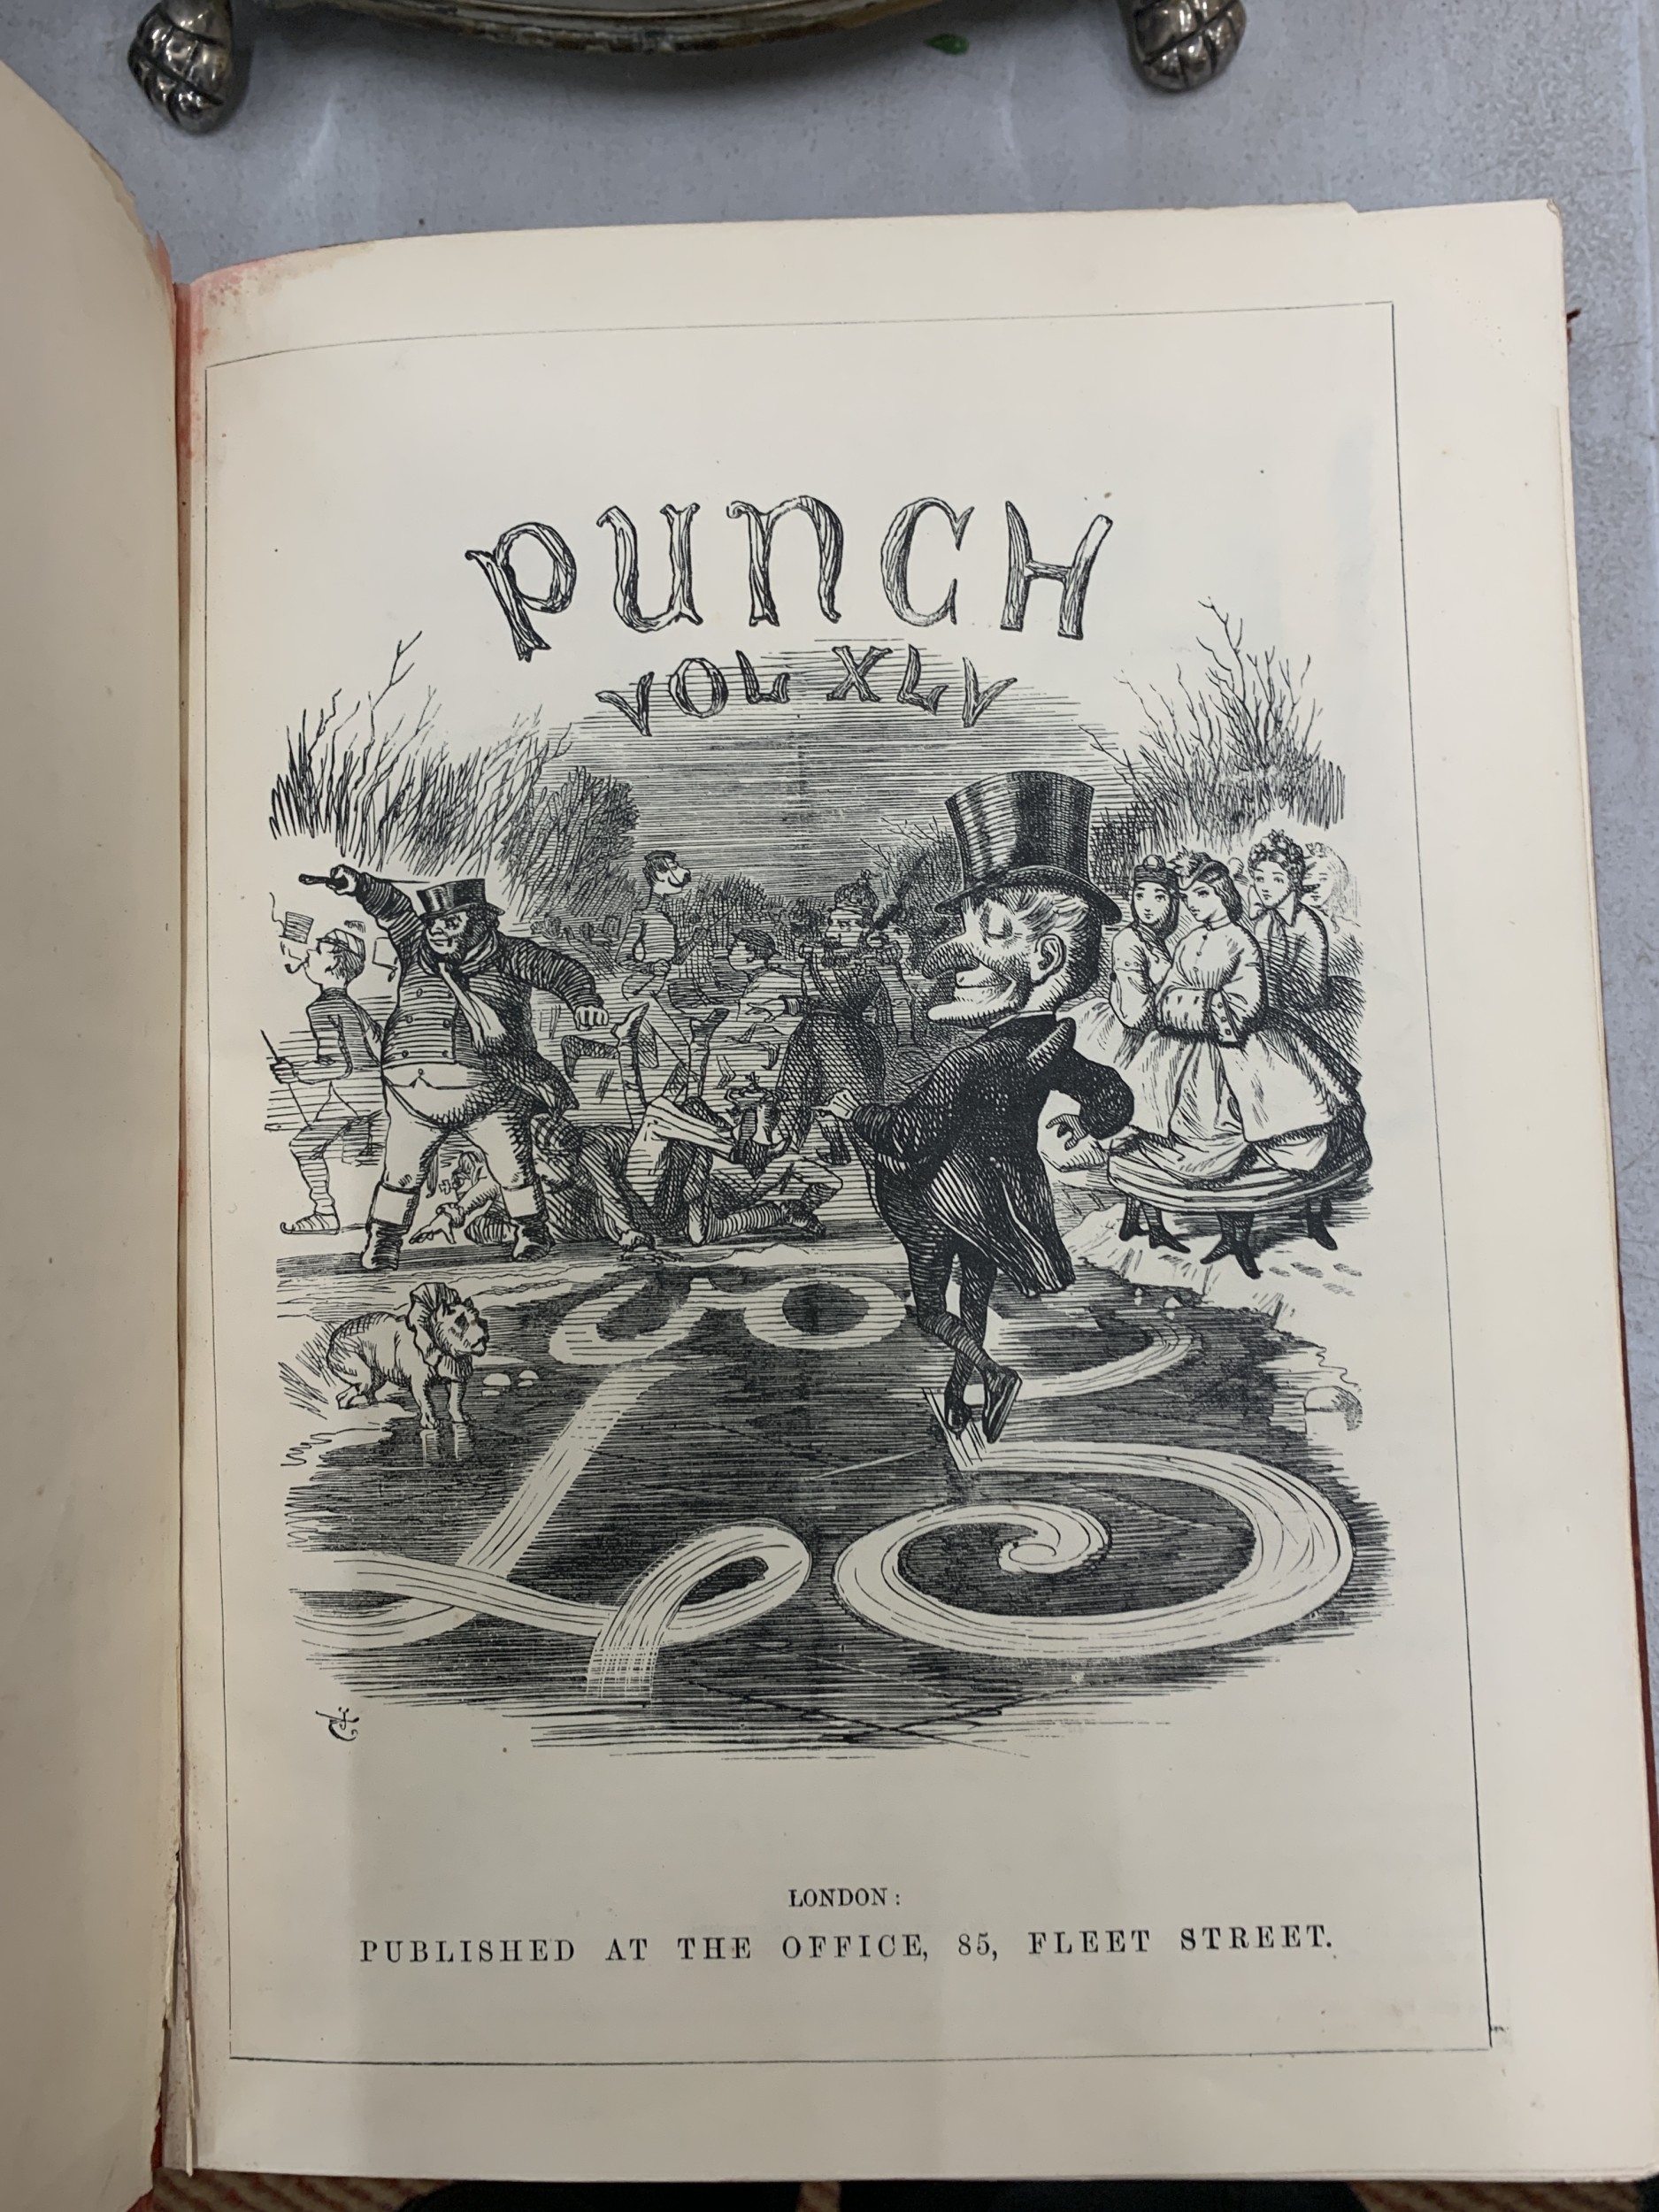 PUNCH
VOL XLV
LONDON:
PUBLISHED AT THE OFFICE, 85, FLEET STREET.